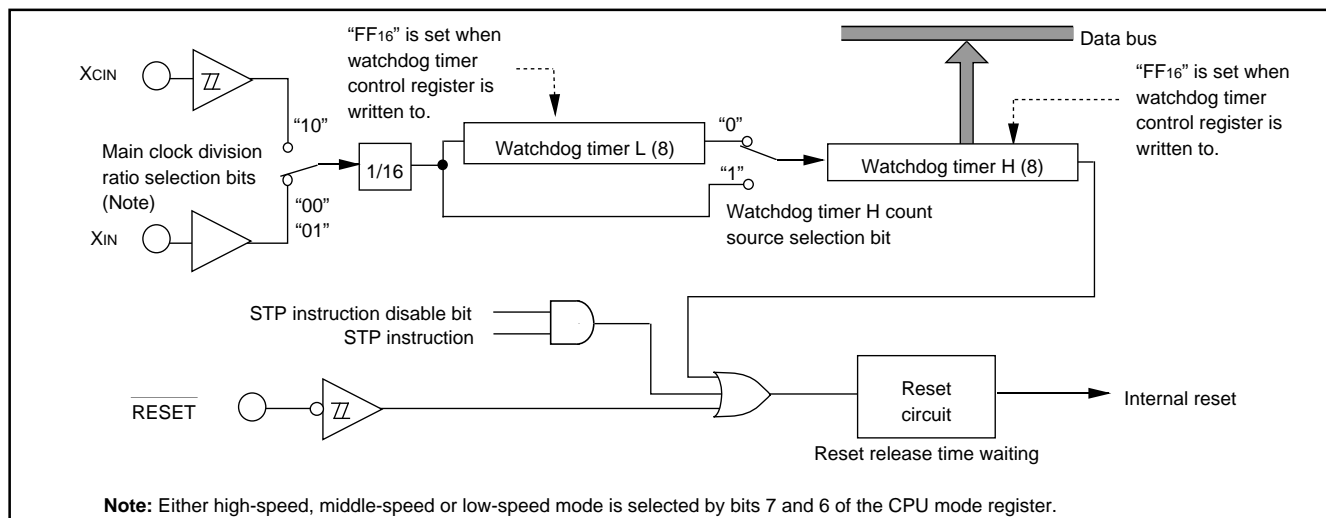 “FF16” is set when
watchdog timer
control register is
written to.
Data bus
“FF16” is set when
watchdog timer
control register is
written to.
XCIN
“10”
Main clock division
ratio selection bits
(Note)
“00”
“01”
XIN
1/16
Watchdog timer L (8)
“0”
“1”
Watchdog timer H count
source selection bit
Watchdog timer H (8)
STP instruction disable bit
STP instruction
RESET
Reset
circuit
Reset release time waiting
Internal reset
Note: Either high-speed, middle-speed or low-speed mode is selected by bits 7 and 6 of the CPU mode register.